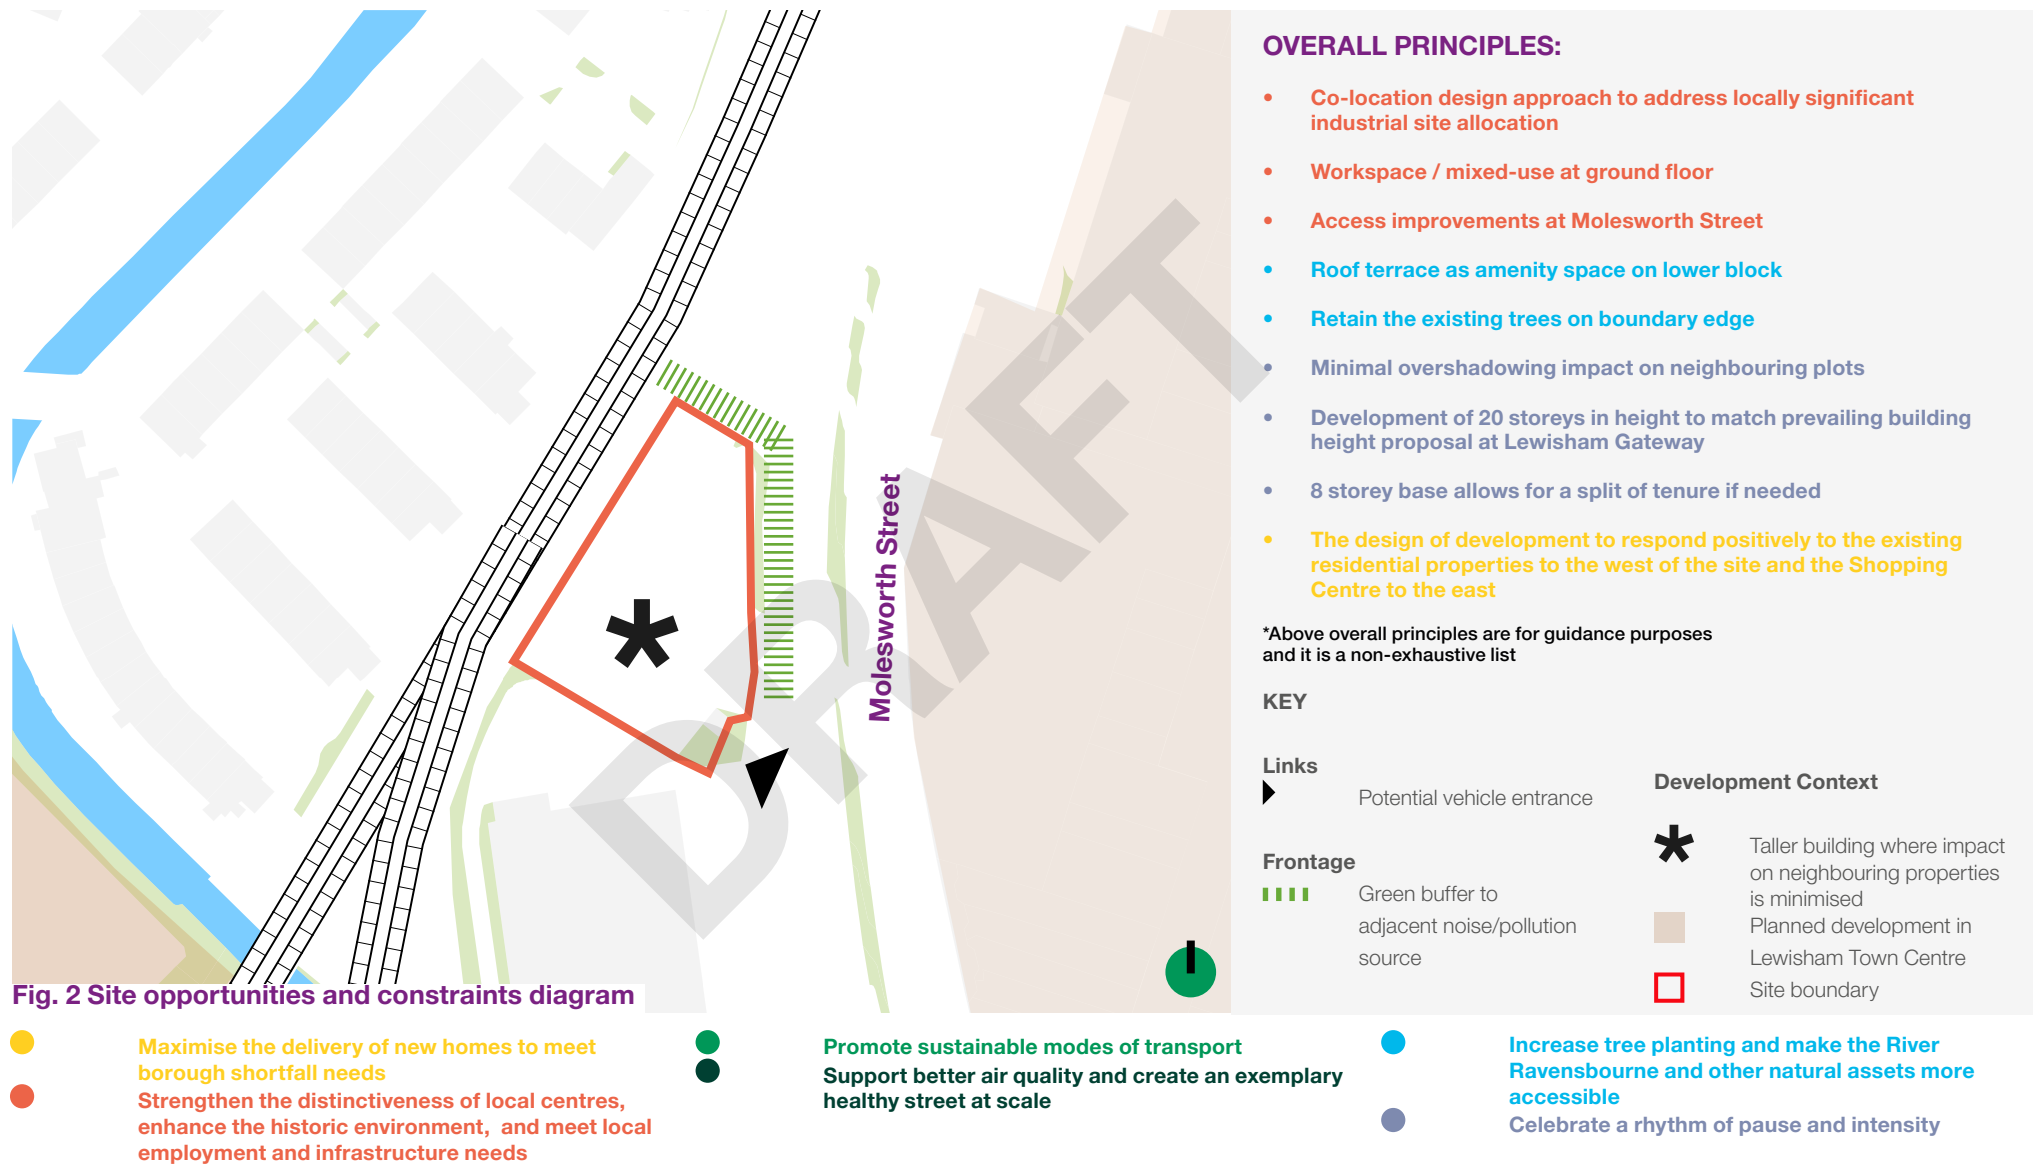 OVERALL PRINCIPLES:
• Co-location design approach to address locally significant
industrial site allocation
• Workspace / mixed-use at ground floor
• Access improvements at Molesworth Street
• Roof terrace as amenity space on lower block
• Retain the existing trees on boundary edge
• Minimal overshadowing impact on neighbouring plots
• Development of 20 storeys in height to match prevailing building
height proposal at Lewisham Gateway
• 8 storey base allows for a split of tenure if needed
• The design of development to respond positively to the existing
residential properties to the west of the site and the Shopping
Centre to the east
*Above overall principles are for guidance purposes
and it is a non-exhaustive list
KEY
Links
Potential vehicle entrance
Frontage
Green buffer to
adjacent noise/pollution
source
Development Context
Taller building where impact
on neighbouring properties
is minimised
Planned development in
Lewisham Town Centre
Site boundary
Molesworth Street
DRAFT
Fig. 2 Site opportunities and constraints diagram
Maximise the delivery of new homes to meet
borough shortfall needs
Strengthen the distinctiveness of local centres,
enhance the historic environment, and meet local
employment and infrastructure needs
Promote sustainable modes of transport
Support better air quality and create an exemplary
healthy street at scale
Increase tree planting and make the River
Ravensbourne and other natural assets more
accessible
Celebrate a rhythm of pause and intensity